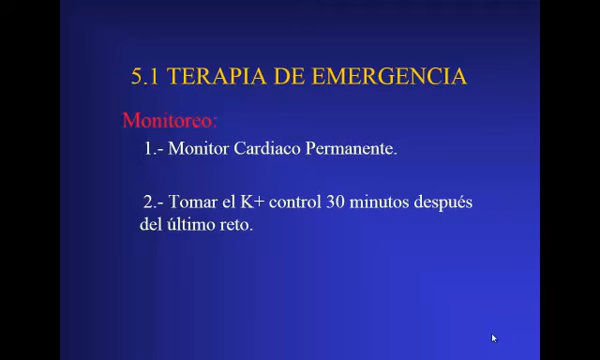 5.1 TERAPIA DE EMERGENCIA
Monitoreo:
1.- Monitor Cardiaco Permanente.
2.- Tomar el K+ control 30 minutos después
del último reto.